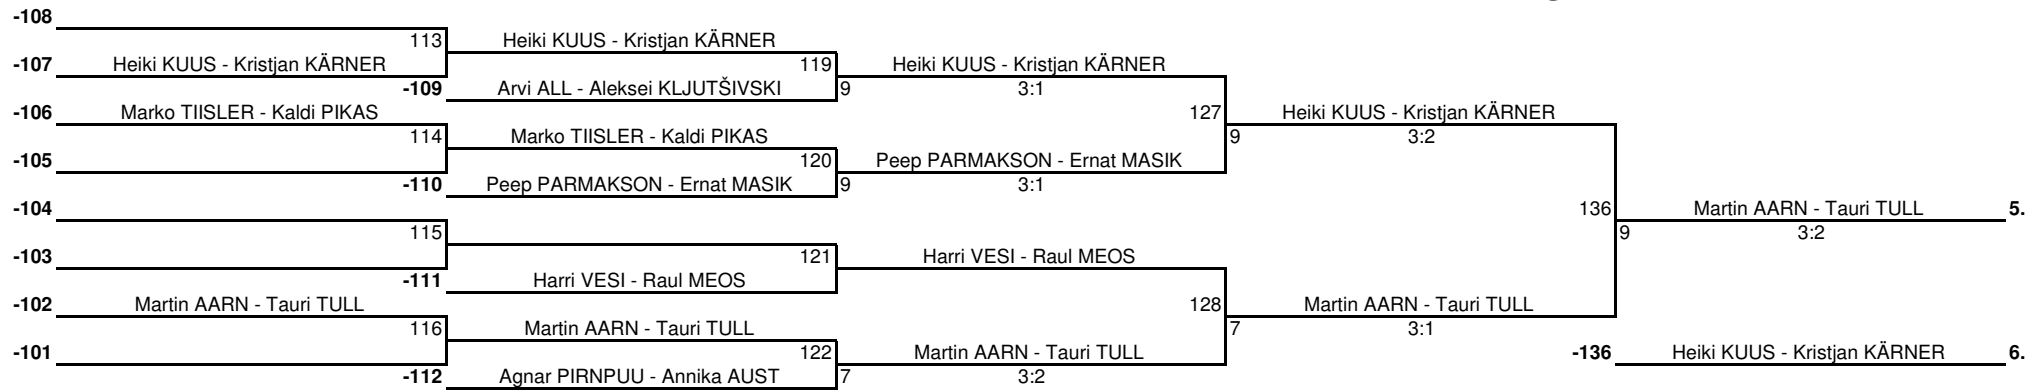 -108
113 Heiki KUUS - Kristjan KÄRNER
-107 Heiki KUUS - Kristjan KÄRNER 119 Heiki KUUS - Kristjan KÄRNER
-109 Arvi ALL - Aleksei KLJUTŠIVSKI 9 3:1
-106 Marko TIISLER - Kaldi PIKAS 127 Heiki KUUS - Kristjan KÄRNER
114 Marko TIISLER - Kaldi PIKAS 9 3:2
-105 120 Peep PARMAKSON - Ernat MASIK
-110 Peep PARMAKSON - Ernat MASIK 9 3:1
-104 136 Martin AARN - Tauri TULL 5.
115 9 3:2
-103 121 Harri VESI - Raul MEOS
-111 Harri VESI - Raul MEOS
-102 Martin AARN - Tauri TULL 128 Martin AARN - Tauri TULL
116 Martin AARN - Tauri TULL 7 3:1
-101 122 Martin AARN - Tauri TULL -136 Heiki KUUS - Kristjan KÄRNER 6.
-112 Agnar PIRNPUU - Annika AUST 7 3:2